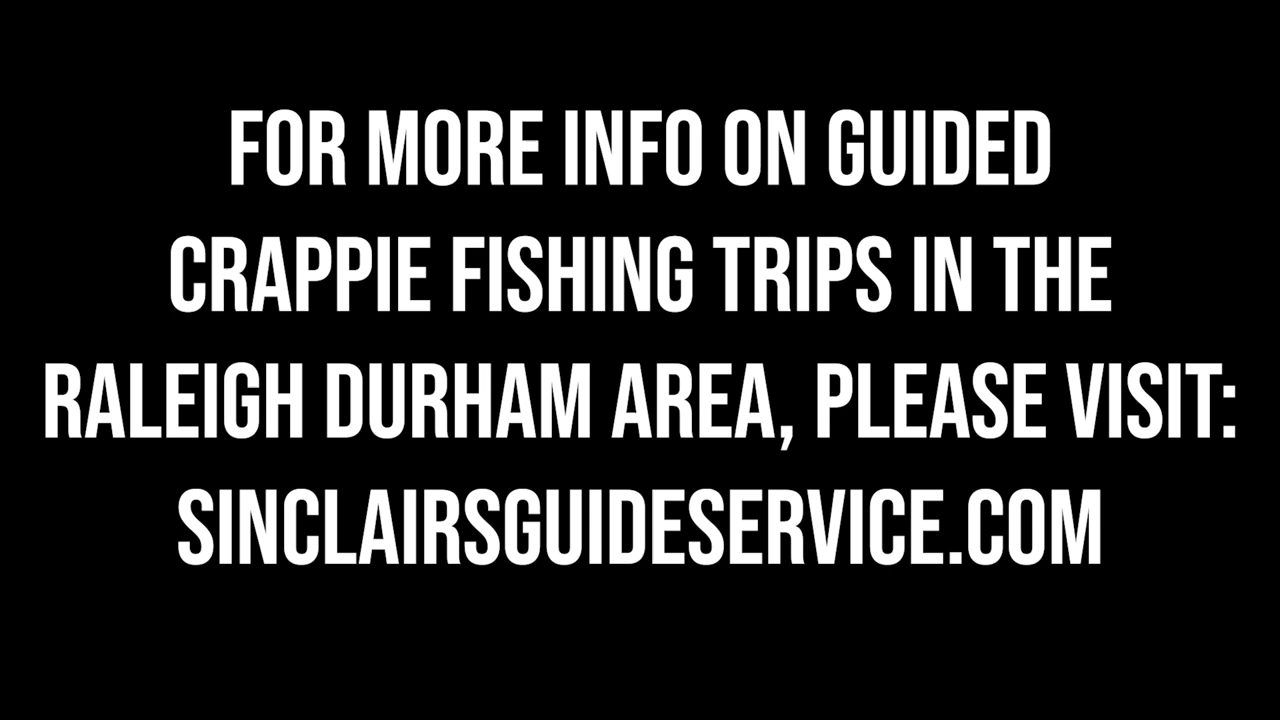 FOR MORE INFO ON GUIDED
CRAPPIE FISHING TRIPS IN THE
RALEIGH DURHAM AREA, PLEASE VISIT:
SINCLAIRSGUIDESERVICE.COM